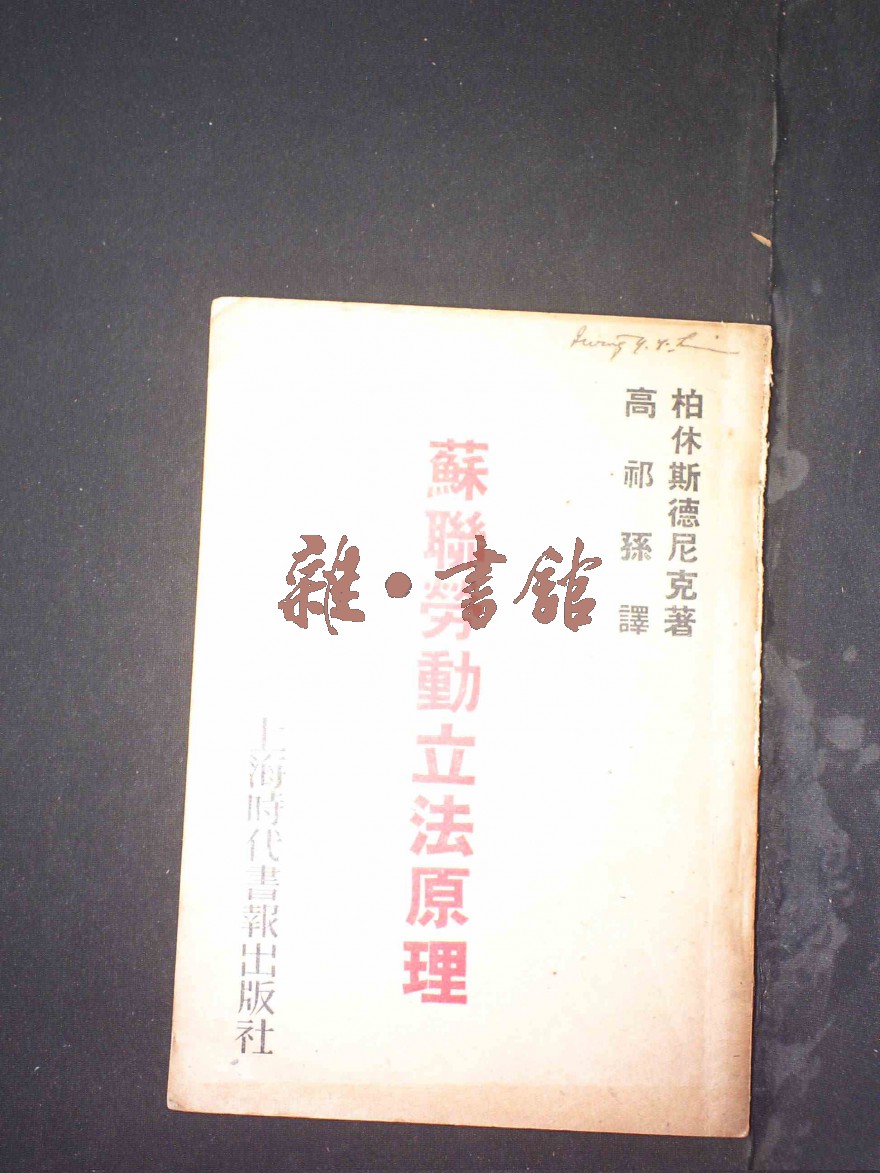 柏休斯德尼克著
高祁孫譯
蘇聯勞動立法原理
上海時代書報出版社
雜·書館